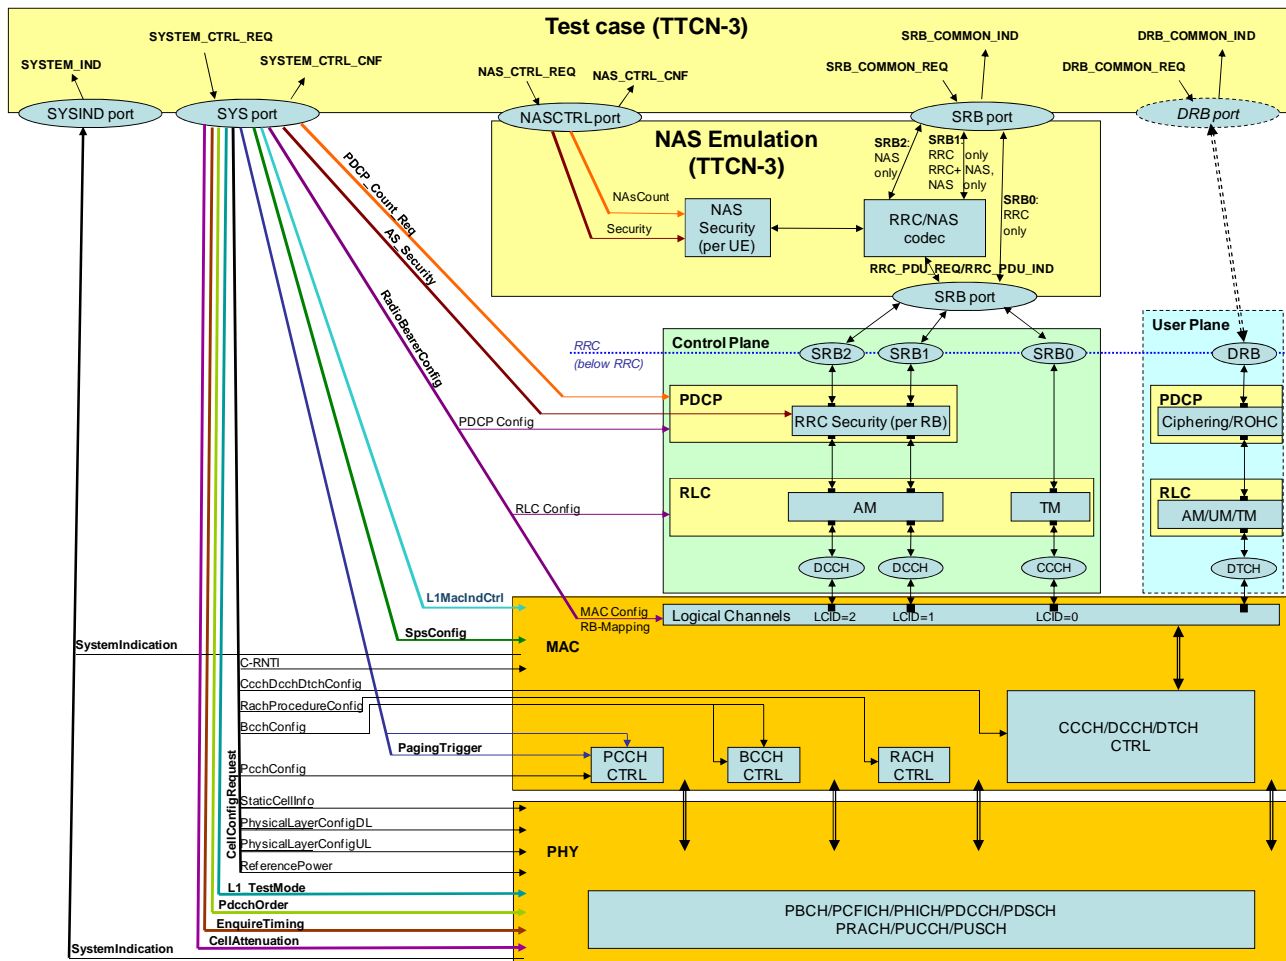 Test case (TTCN-3)
SYSTEM_CTRL_REQ
SRB_COMMON_IND
DRB_COMMON_IND
SYSTEM_IND
SYSTEM_CTRL_CNF
NAS_CTRL_REQ
NAS_CTRL_CNF
SRB_COMMON_REQ
DRB_COMMON_REQ
SYSIND port
SYS port
NASCTRL port
SRB port
DRB port
NAS Emulation
(TTCN-3)
SRB2:
NAS
only
SRB1:
RRC only
RRC+ NAS,
NAS only
SRB0:
RRC
only
PDCP_Count_Req
AS_Security
RadioBearerConfig
NAsCount
Security
NAS
Security
(per UE)
RRC/NAS
codec
RRC_PDU_REQ/RRC_PDU_IND
SRB port
RRC
(below RRC)
Control Plane
User Plane
SRB2
SRB1
SRB0
DRB
PDCP
RRC Security (per RB)
PDCP
Ciphering/ROHC
PDCP Config
RLC
AM
TM
RLC
AM/UM/TM
RLC Config
DCCH
DCCH
CCCH
DTCH
L1MacIndCtrl
MAC Config
RB-Mapping
Logical Channels
LCID=2
LCID=1
LCID=0
SpsConfig
SystemIndication
MAC
C-RNTI
CcchDcchDtchConfig
RachProcedureConfig
BcchConfig
PagingTrigger
PcchConfig
PCCH
CTRL
BCCH
CTRL
RACH
CTRL
CCCH/DCCH/DTCH
CTRL
CellConfigRequest
StaticCellInfo
PhysicalLayerConfigDL
PhysicalLayerConfigUL
ReferencePower
PHY
L1_TestMode
PdcchOrder
EnquireTiming
CellAttenuation
SystemIndication
PBCH/PCFICH/PHICH/PDCCH/PDSCH
PRACH/PUCCH/PUSCH